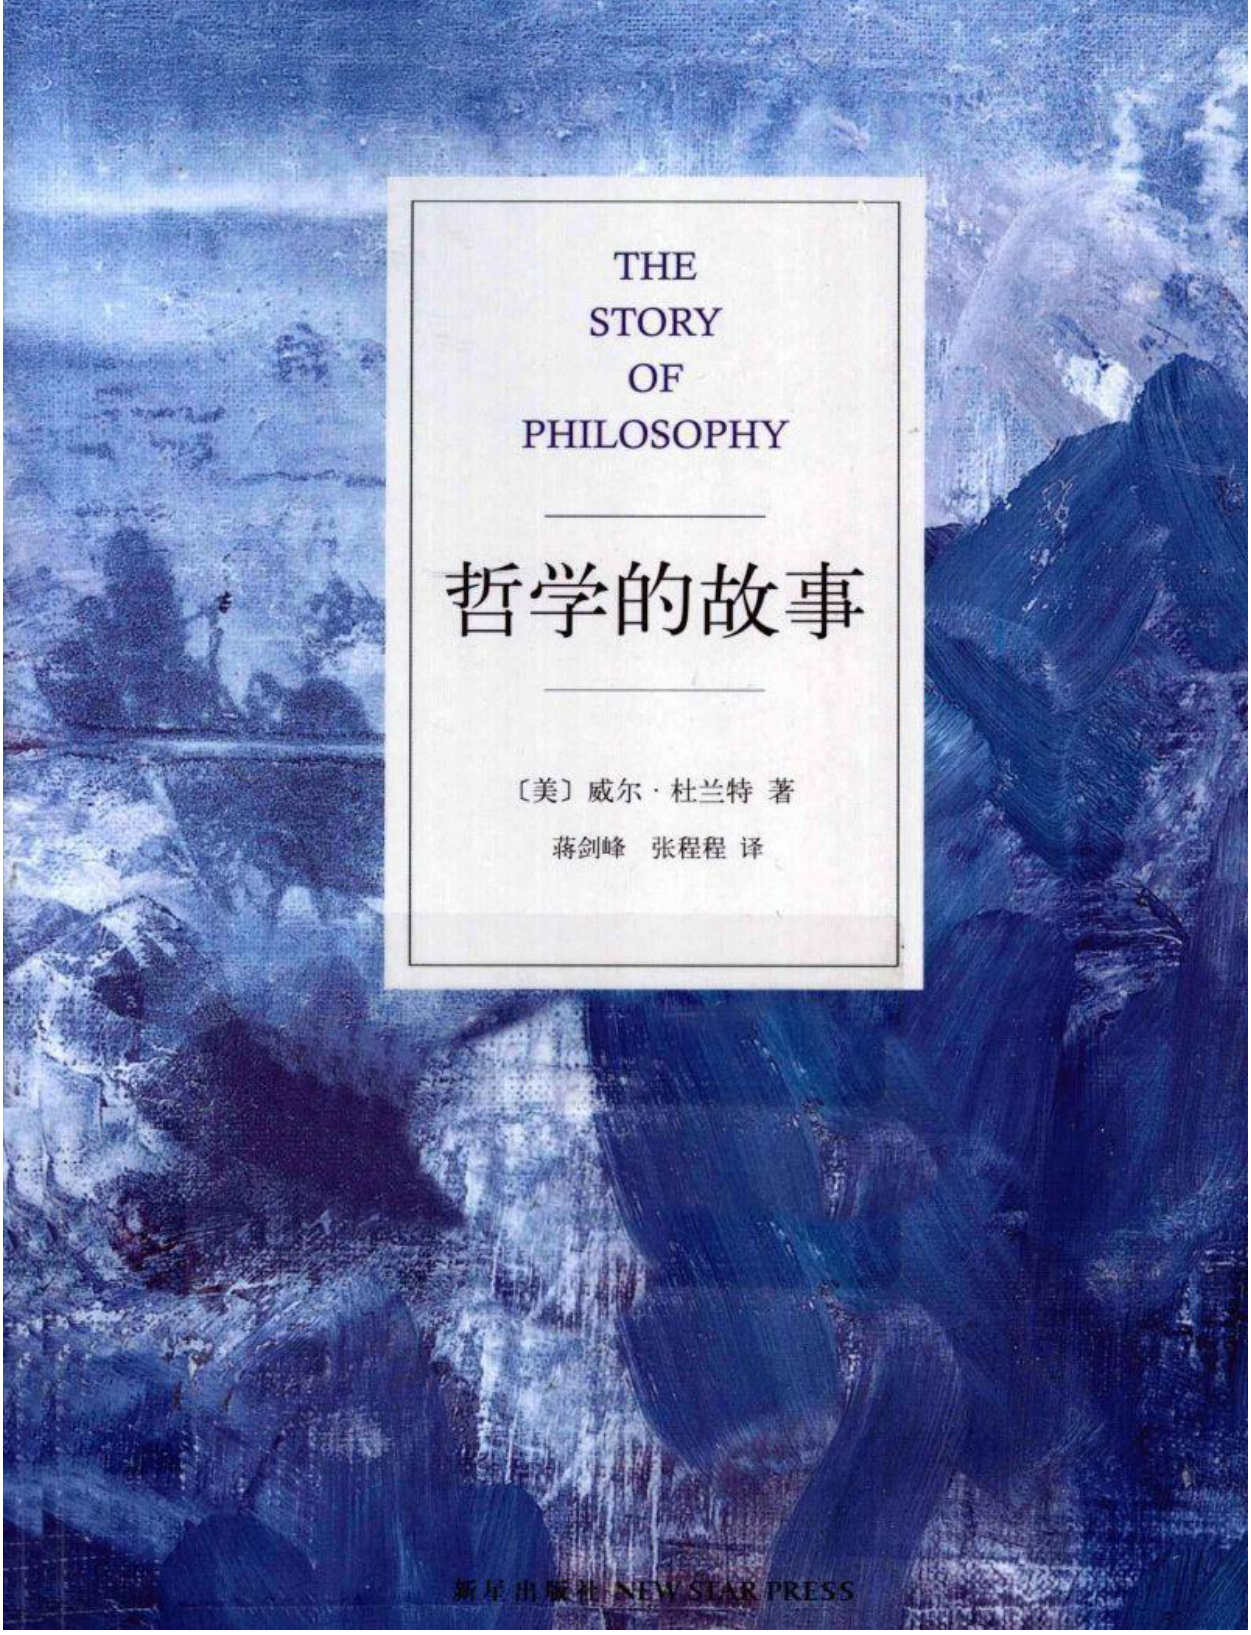 THE
STORY
OF
PHILOSOPHY
哲学的故事
〔美〕威尔·杜兰特 著
蒋剑峰 张程程 译
新星出版社 NEW STAR PRESS